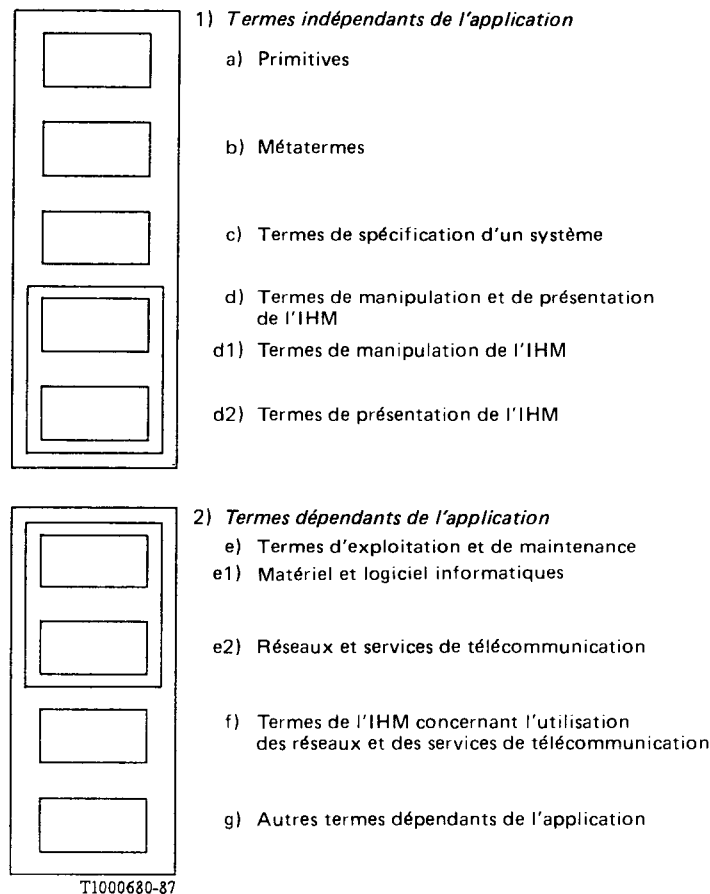 1) Termes indépendants de l'application
a) Primitives
b) Métatermes
c) Termes de spécification d'un système
d) Termes de manipulation et de présentation
de l'IHM
d1) Termes de manipulation de l'IHM
d2) Termes de présentation de l'IHM
2) Termes dépendants de l'application
e) Termes d'exploitation et de maintenance
e1) Matériel et logiciel informatiques
e2) Réseaux et services de télécommunication
f) Termes de l'IHM concernant l'utilisation
des réseaux et des services de télécommunication
g) Autres termes dépendants de l'application
T1000680-87